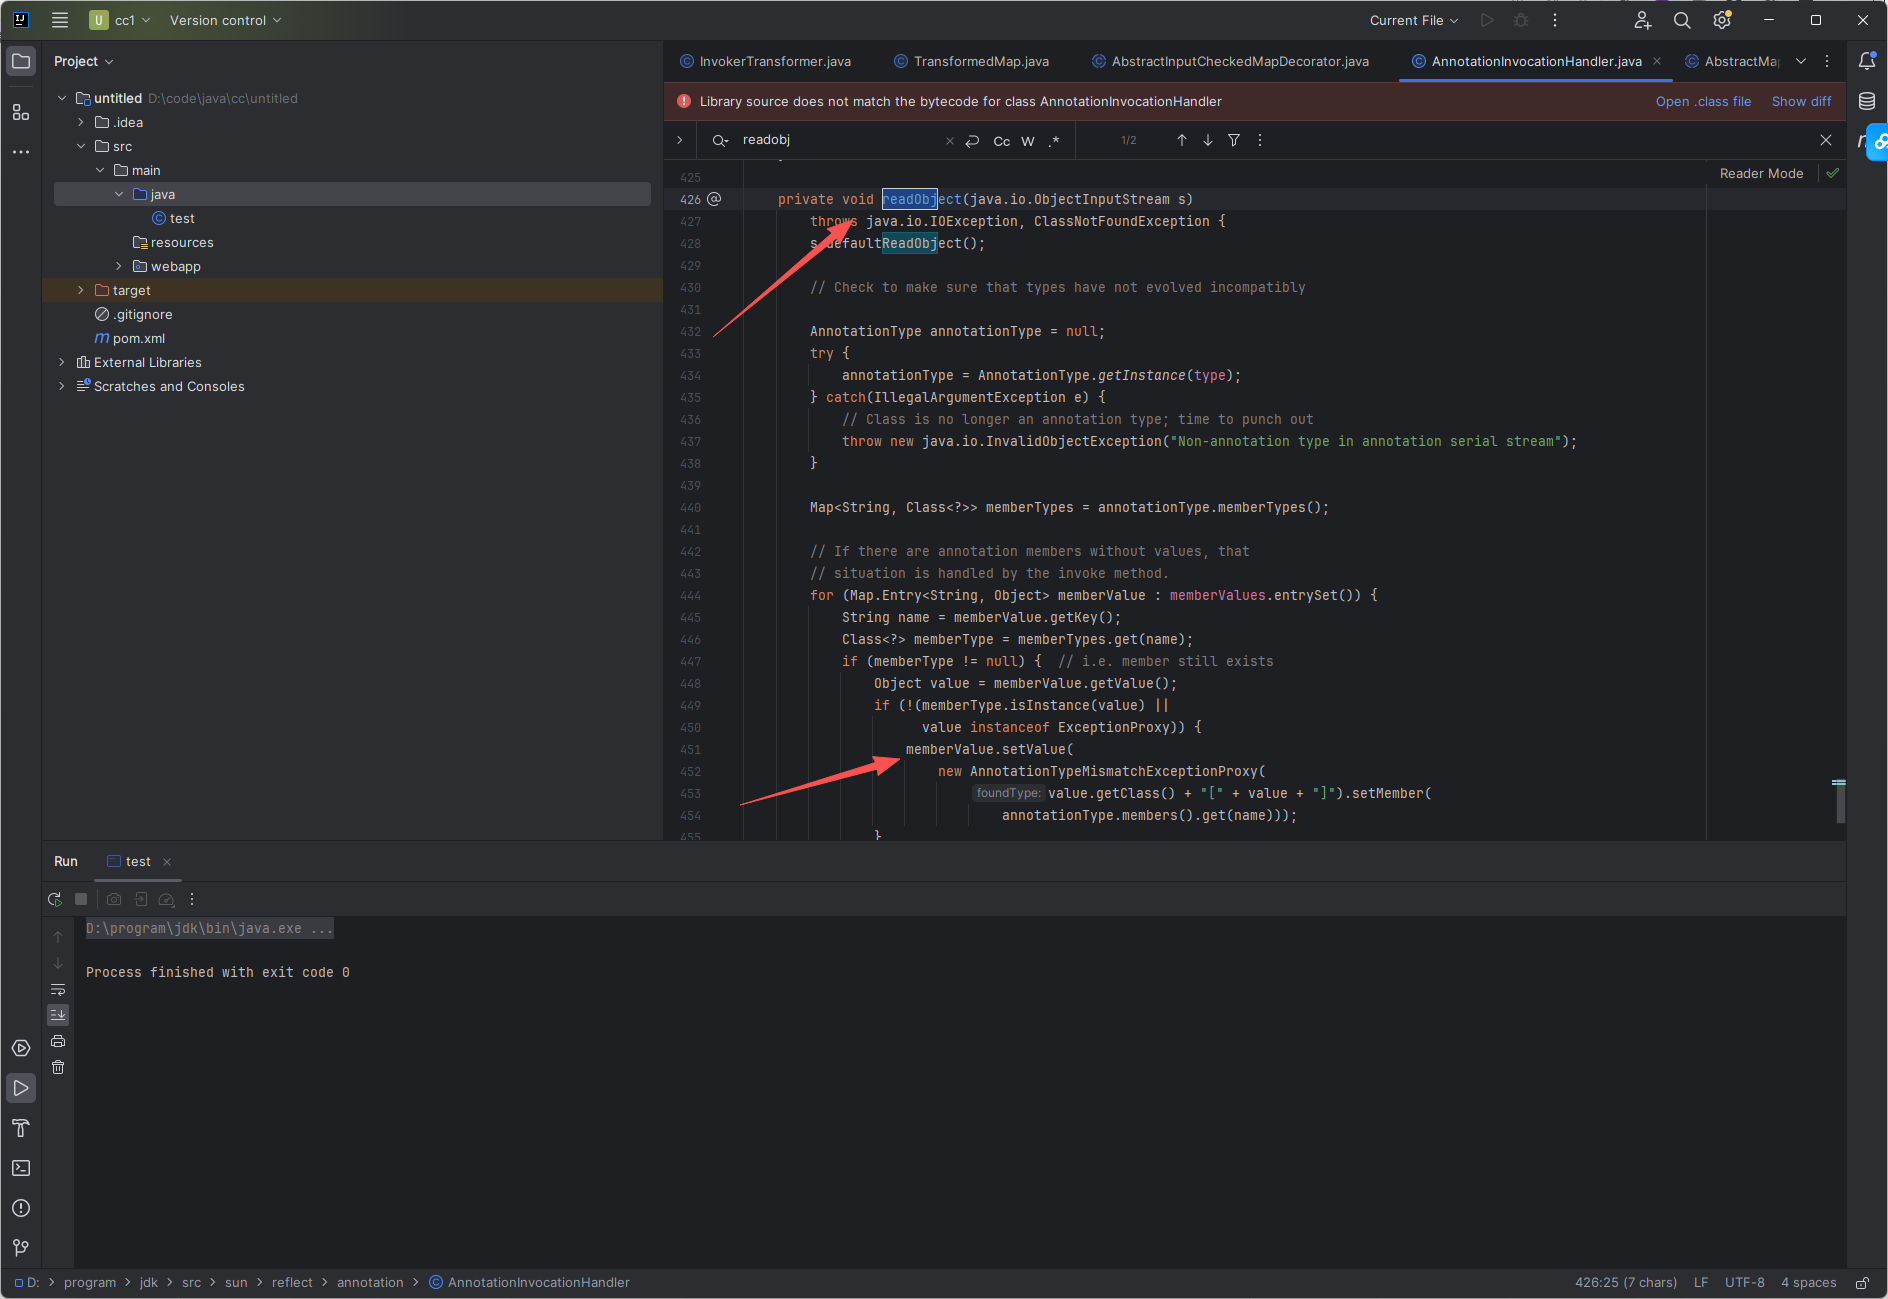 U cc1 Version control Current File
Project
InvokerTransformer.java TransformedMap.java AbstractInputCheckedMapDecorator.java AnnotationInvocationHandler.java AbstractMap
untitled D:\code\java\cc\untitled
.idea
src
main
java
test
resources
webapp
target
.gitignore
m pom.xml
External Libraries
Scratches and Consoles
Library source does not match the bytecode for class AnnotationInvocationHandler Open .class file Show diff
readobj Cc W .* 1/2
Reader Mode
425
426 @ private void readObject(java.io.ObjectInputStream s)
427 throws java.io.IOException, ClassNotFoundException {
428 s.defaultReadObject();
429
430 // Check to make sure that types have not evolved incompatibly
431
432 AnnotationType annotationType = null;
433 try {
434 annotationType = AnnotationType.getInstance(type);
435 } catch(IllegalArgumentException e) {
436 // Class is no longer an annotation type; time to punch out
437 throw new java.io.InvalidObjectException("Non-annotation type in annotation serial stream");
438 }
439
440 Map<String, Class<?>> memberTypes = annotationType.memberTypes();
441
442 // If there are annotation members without values, that
443 // situation is handled by the invoke method.
444 for (Map.Entry<String, Object> memberValue : memberValues.entrySet()) {
445 String name = memberValue.getKey();
446 Class<?> memberType = memberTypes.get(name);
447 if (memberType != null) { // i.e. member still exists
448 Object value = memberValue.getValue();
449 if (!(memberType.isInstance(value) ||
450 value instanceof ExceptionProxy)) {
451 memberValue.setValue(
452 new AnnotationTypeMismatchExceptionProxy(
453 foundType: value.getClass() + "[" + value + "]").setMember(
454 annotationType.members().get(name)));
455 }
Run test
D:\program\jdk\bin\java.exe ...
Process finished with exit code 0
D: > program > jdk > src > sun > reflect > annotation > AnnotationInvocationHandler 426:25 (7 chars) LF UTF-8 4 spaces